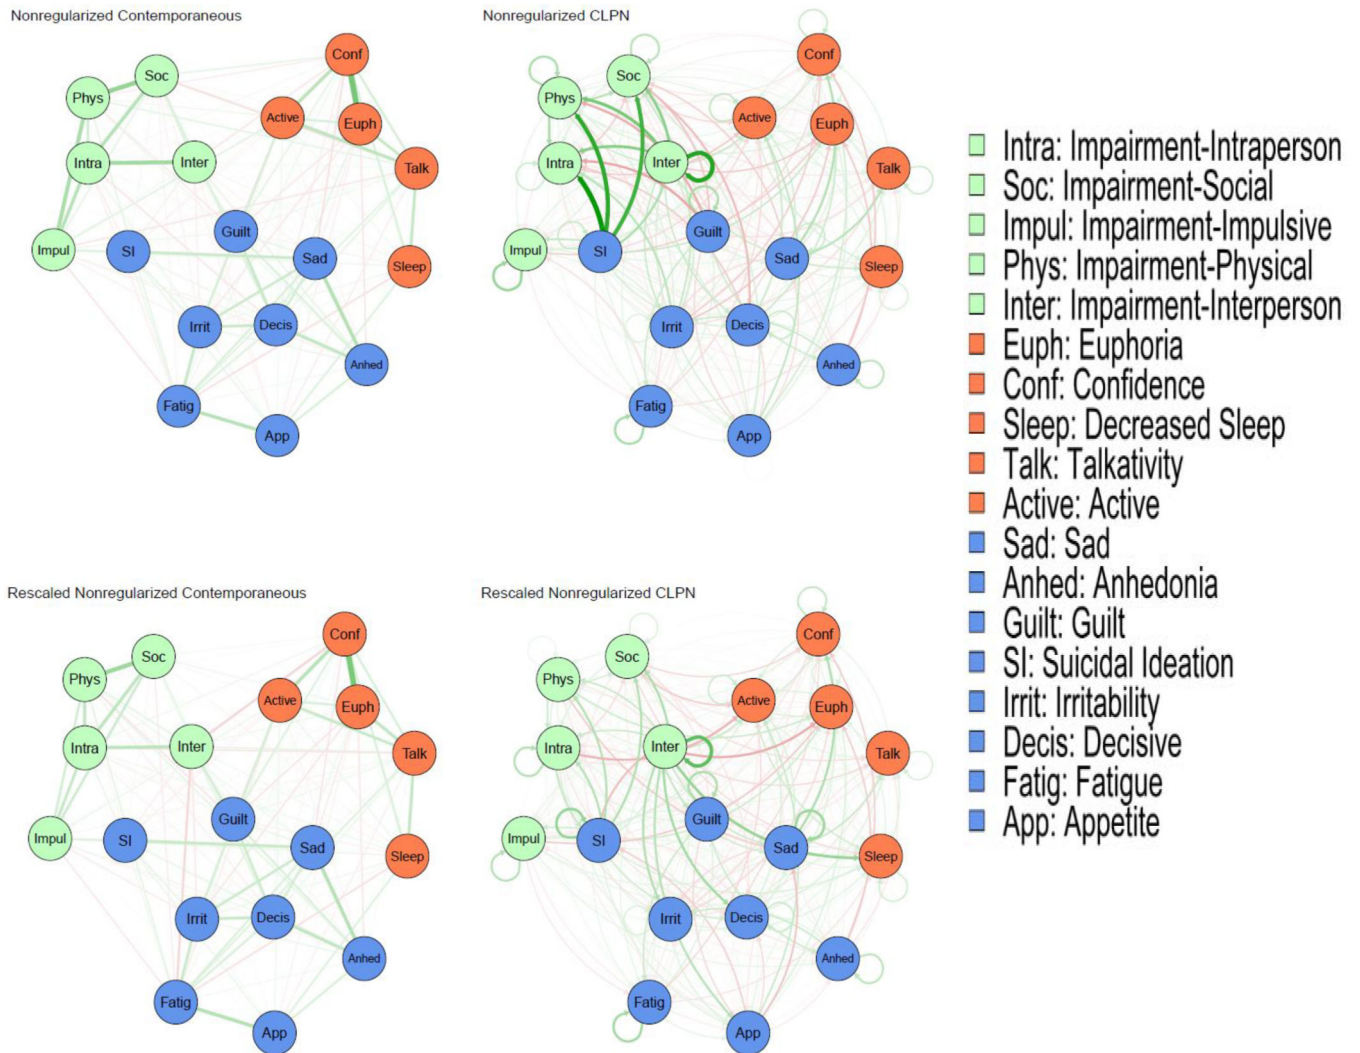 Nonregularized Contemporaneous
Conf
Soc
Phys
Active
Euph
Intra
Inter
Talk
Guilt
Impul
SI
Sad
Sleep
Irrit
Decis
Anhed
Fatig
App
Nonregularized CLPN
Conf
Soc
Phys
Active
Euph
Intra
Inter
Talk
Guilt
Impul
SI
Sad
Sleep
Irrit
Decis
Anhed
Fatig
App
Intra: Impairment-Intraperson
Soc: Impairment-Social
Impul: Impairment-Impulsive
Phys: Impairment-Physical
Inter: Impairment-Interperson
Euph: Euphoria
Conf: Confidence
Sleep: Decreased Sleep
Talk: Talkativity
Active: Active
Sad: Sad
Anhed: Anhedonia
Guilt: Guilt
SI: Suicidal Ideation
Irrit: Irritability
Decis: Decisive
Fatig: Fatigue
App: Appetite
Rescaled Nonregularized Contemporaneous
Conf
Soc
Phys
Active
Euph
Intra
Inter
Talk
Guilt
Impul
SI
Sad
Sleep
Irrit
Decis
Anhed
Fatig
App
Rescaled Nonregularized CLPN
Conf
Soc
Phys
Active
Euph
Intra
Inter
Talk
Guilt
Impul
SI
Sad
Sleep
Irrit
Decis
Anhed
Fatig
App